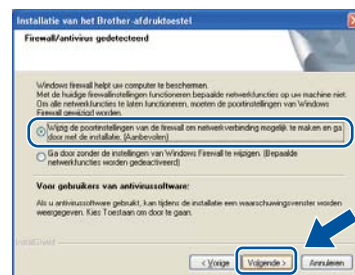 Installatie van het Brother-afdruktoestel
Firewall/antivirus gedetecteerd
Windows firewall helpt uw computer te beschermen.
Met de huidige firewallinstellingen functioneren bepaalde netwerkfuncties op uw machine niet.
Om alle netwerkfuncties te laten functioneren, moeten de poortinstellingen van Windows
Firewall gewijzigd worden.
Wijzig de poortinstellingen van de firewall om netwerkverbinding mogelijk te maken en ga
door met de installatie. (Aanbevolen)
Ga door zonder de instellingen van Windows Firewall te wijzigen. (Bepaalde
netwerkfuncties worden gedeactiveerd)
Voor gebruikers van antivirussoftware:
Als u antivirussoftware gebruikt, kan tijdens de installatie een waarschuwingsvenster worden
weergegeven. Kies Toestaan om door te gaan.
InstallShield
< Vorige
Volgende >
Annuleren